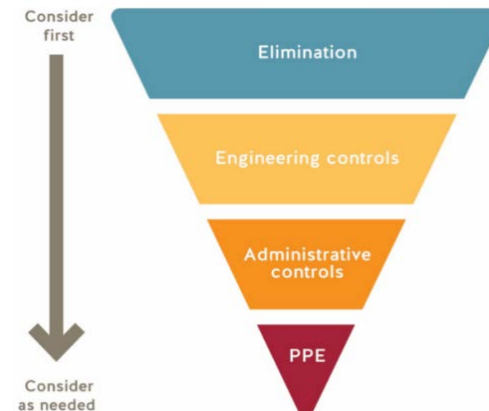 Consider
first
Elimination
Engineering controls
Administrative
controls
PPE
Consider
as needed